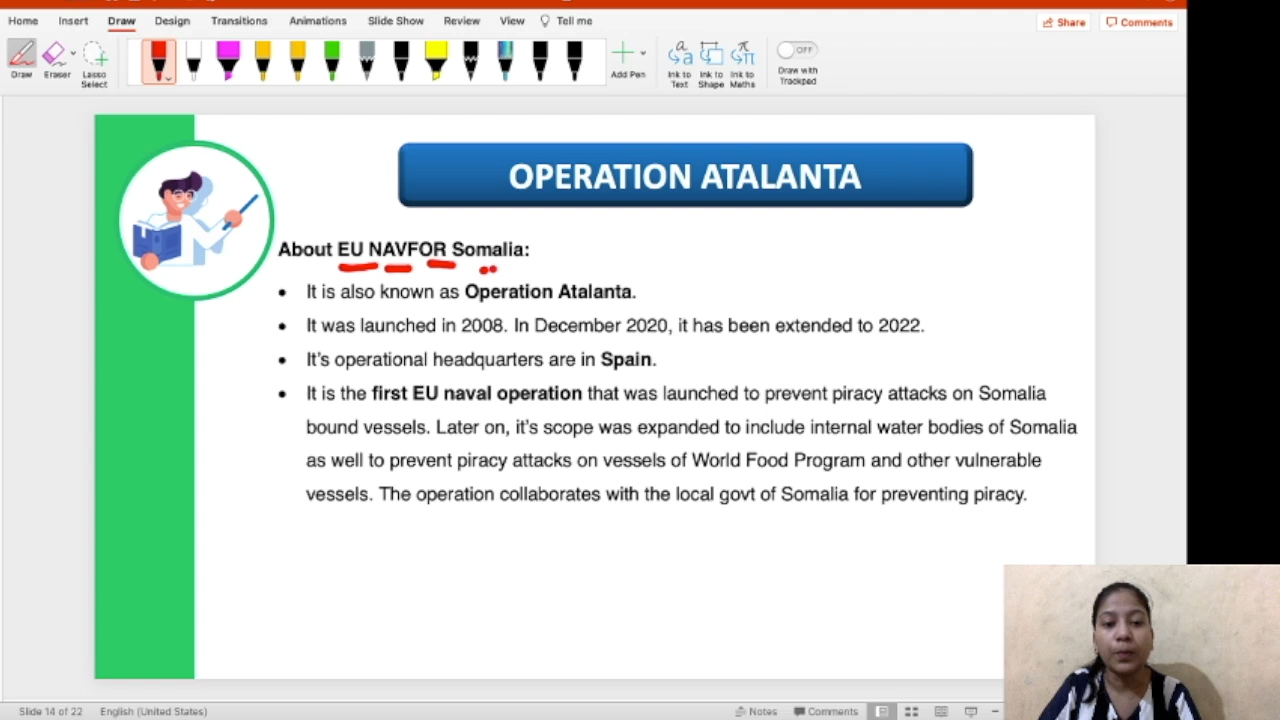 Home Insert Draw Design Transitions Animations Slide Show Review View Tell me Share Comments
Draw Eraser Lasso Select Add Pen Ink to Text Ink to Shape Ink to Maths OFF Draw with Trackpad
OPERATION ATALANTA
About EU NAVFOR Somalia:
• It is also known as Operation Atalanta.
• It was launched in 2008. In December 2020, it has been extended to 2022.
• It's operational headquarters are in Spain.
• It is the first EU naval operation that was launched to prevent piracy attacks on Somalia
bound vessels. Later on, it's scope was expanded to include internal water bodies of Somalia
as well to prevent piracy attacks on vessels of World Food Program and other vulnerable
vessels. The operation collaborates with the local govt of Somalia for preventing piracy.
Slide 14 of 22 English (United States) Notes Comments